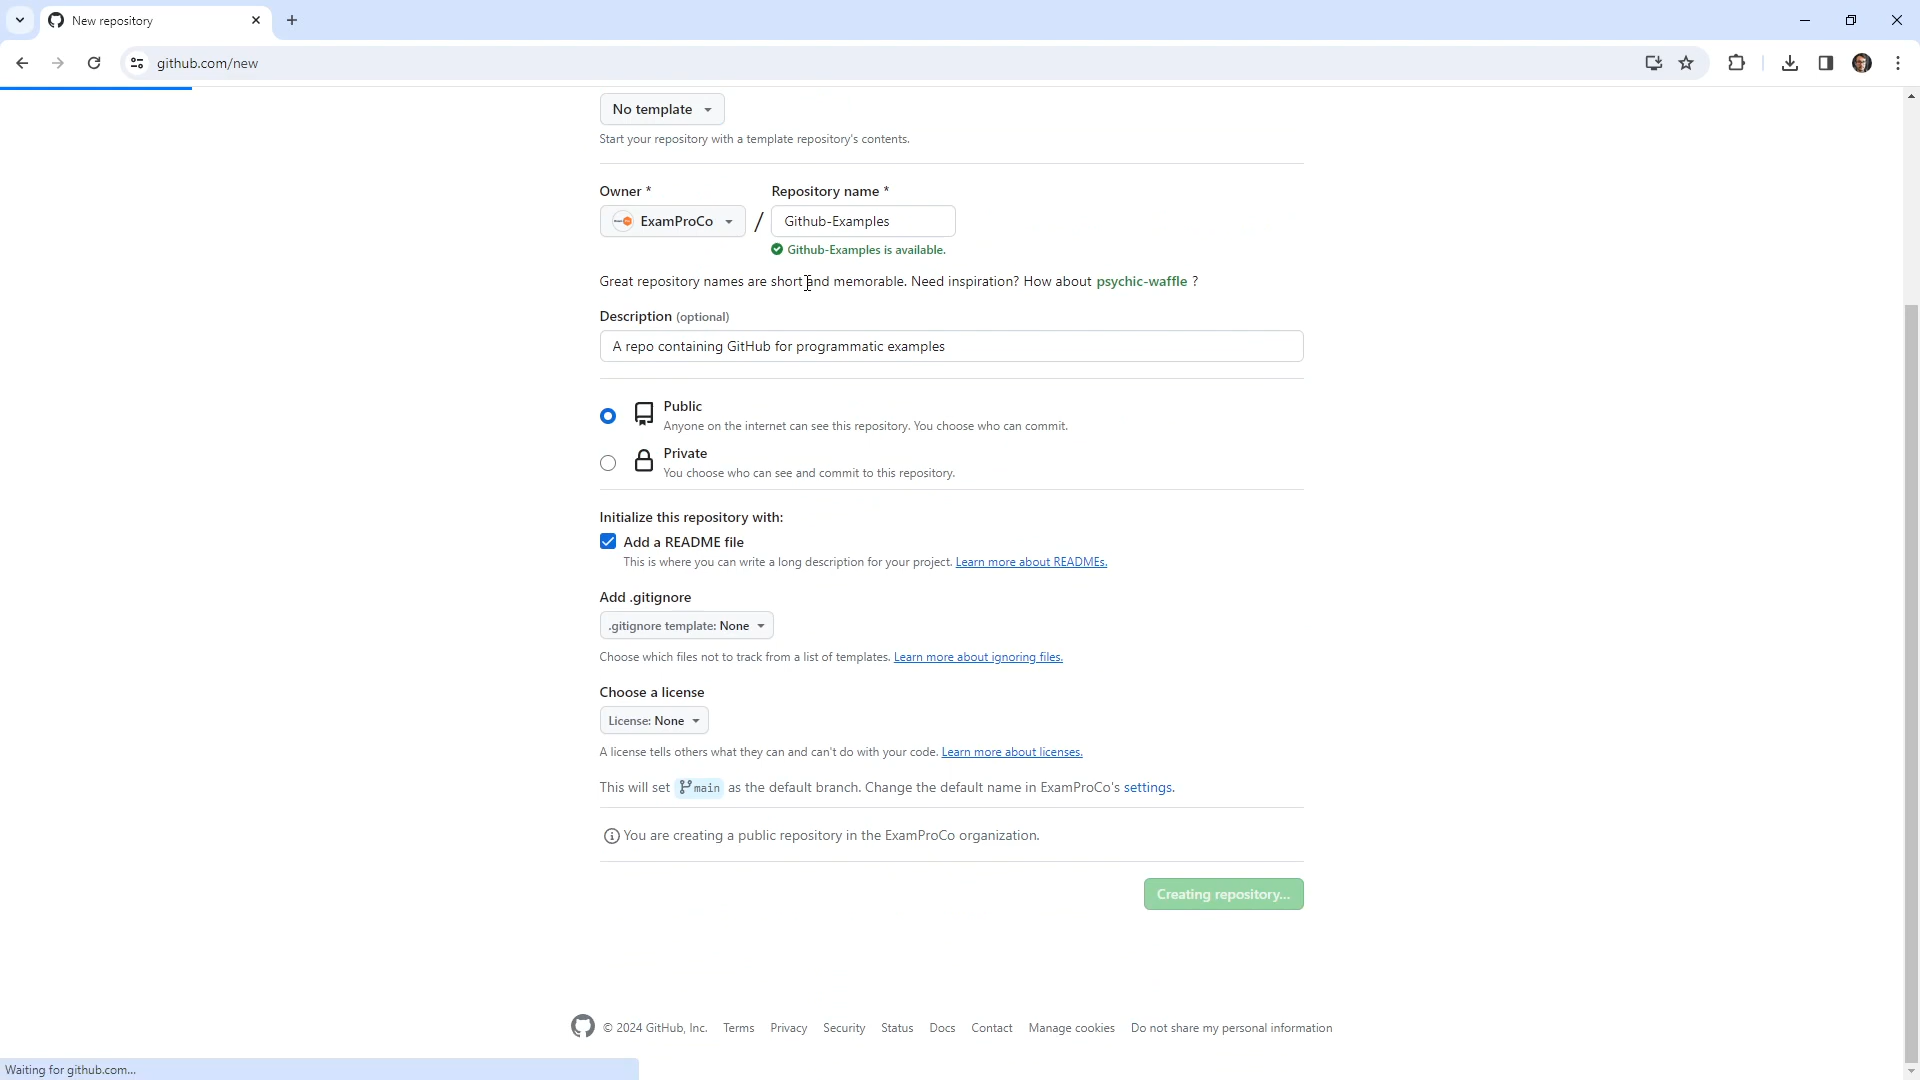 New repository
github.com/new
No template
Start your repository with a template repository's contents.
Owner * Repository name *
ExamProCo / Github-Examples
Github-Examples is available.
Great repository names are short and memorable. Need inspiration? How about psychic-waffle ?
Description (optional)
A repo containing GitHub for programmatic examples
Public
Anyone on the internet can see this repository. You choose who can commit.
Private
You choose who can see and commit to this repository.
Initialize this repository with:
Add a README file
This is where you can write a long description for your project. Learn more about READMEs.
Add .gitignore
.gitignore template: None
Choose which files not to track from a list of templates. Learn more about ignoring files.
Choose a license
License: None
A license tells others what they can and can't do with your code. Learn more about licenses.
This will set main as the default branch. Change the default name in ExamProCo's settings.
You are creating a public repository in the ExamProCo organization.
Creating repository...
© 2024 GitHub, Inc. Terms Privacy Security Status Docs Contact Manage cookies Do not share my personal information
Waiting for github.com...